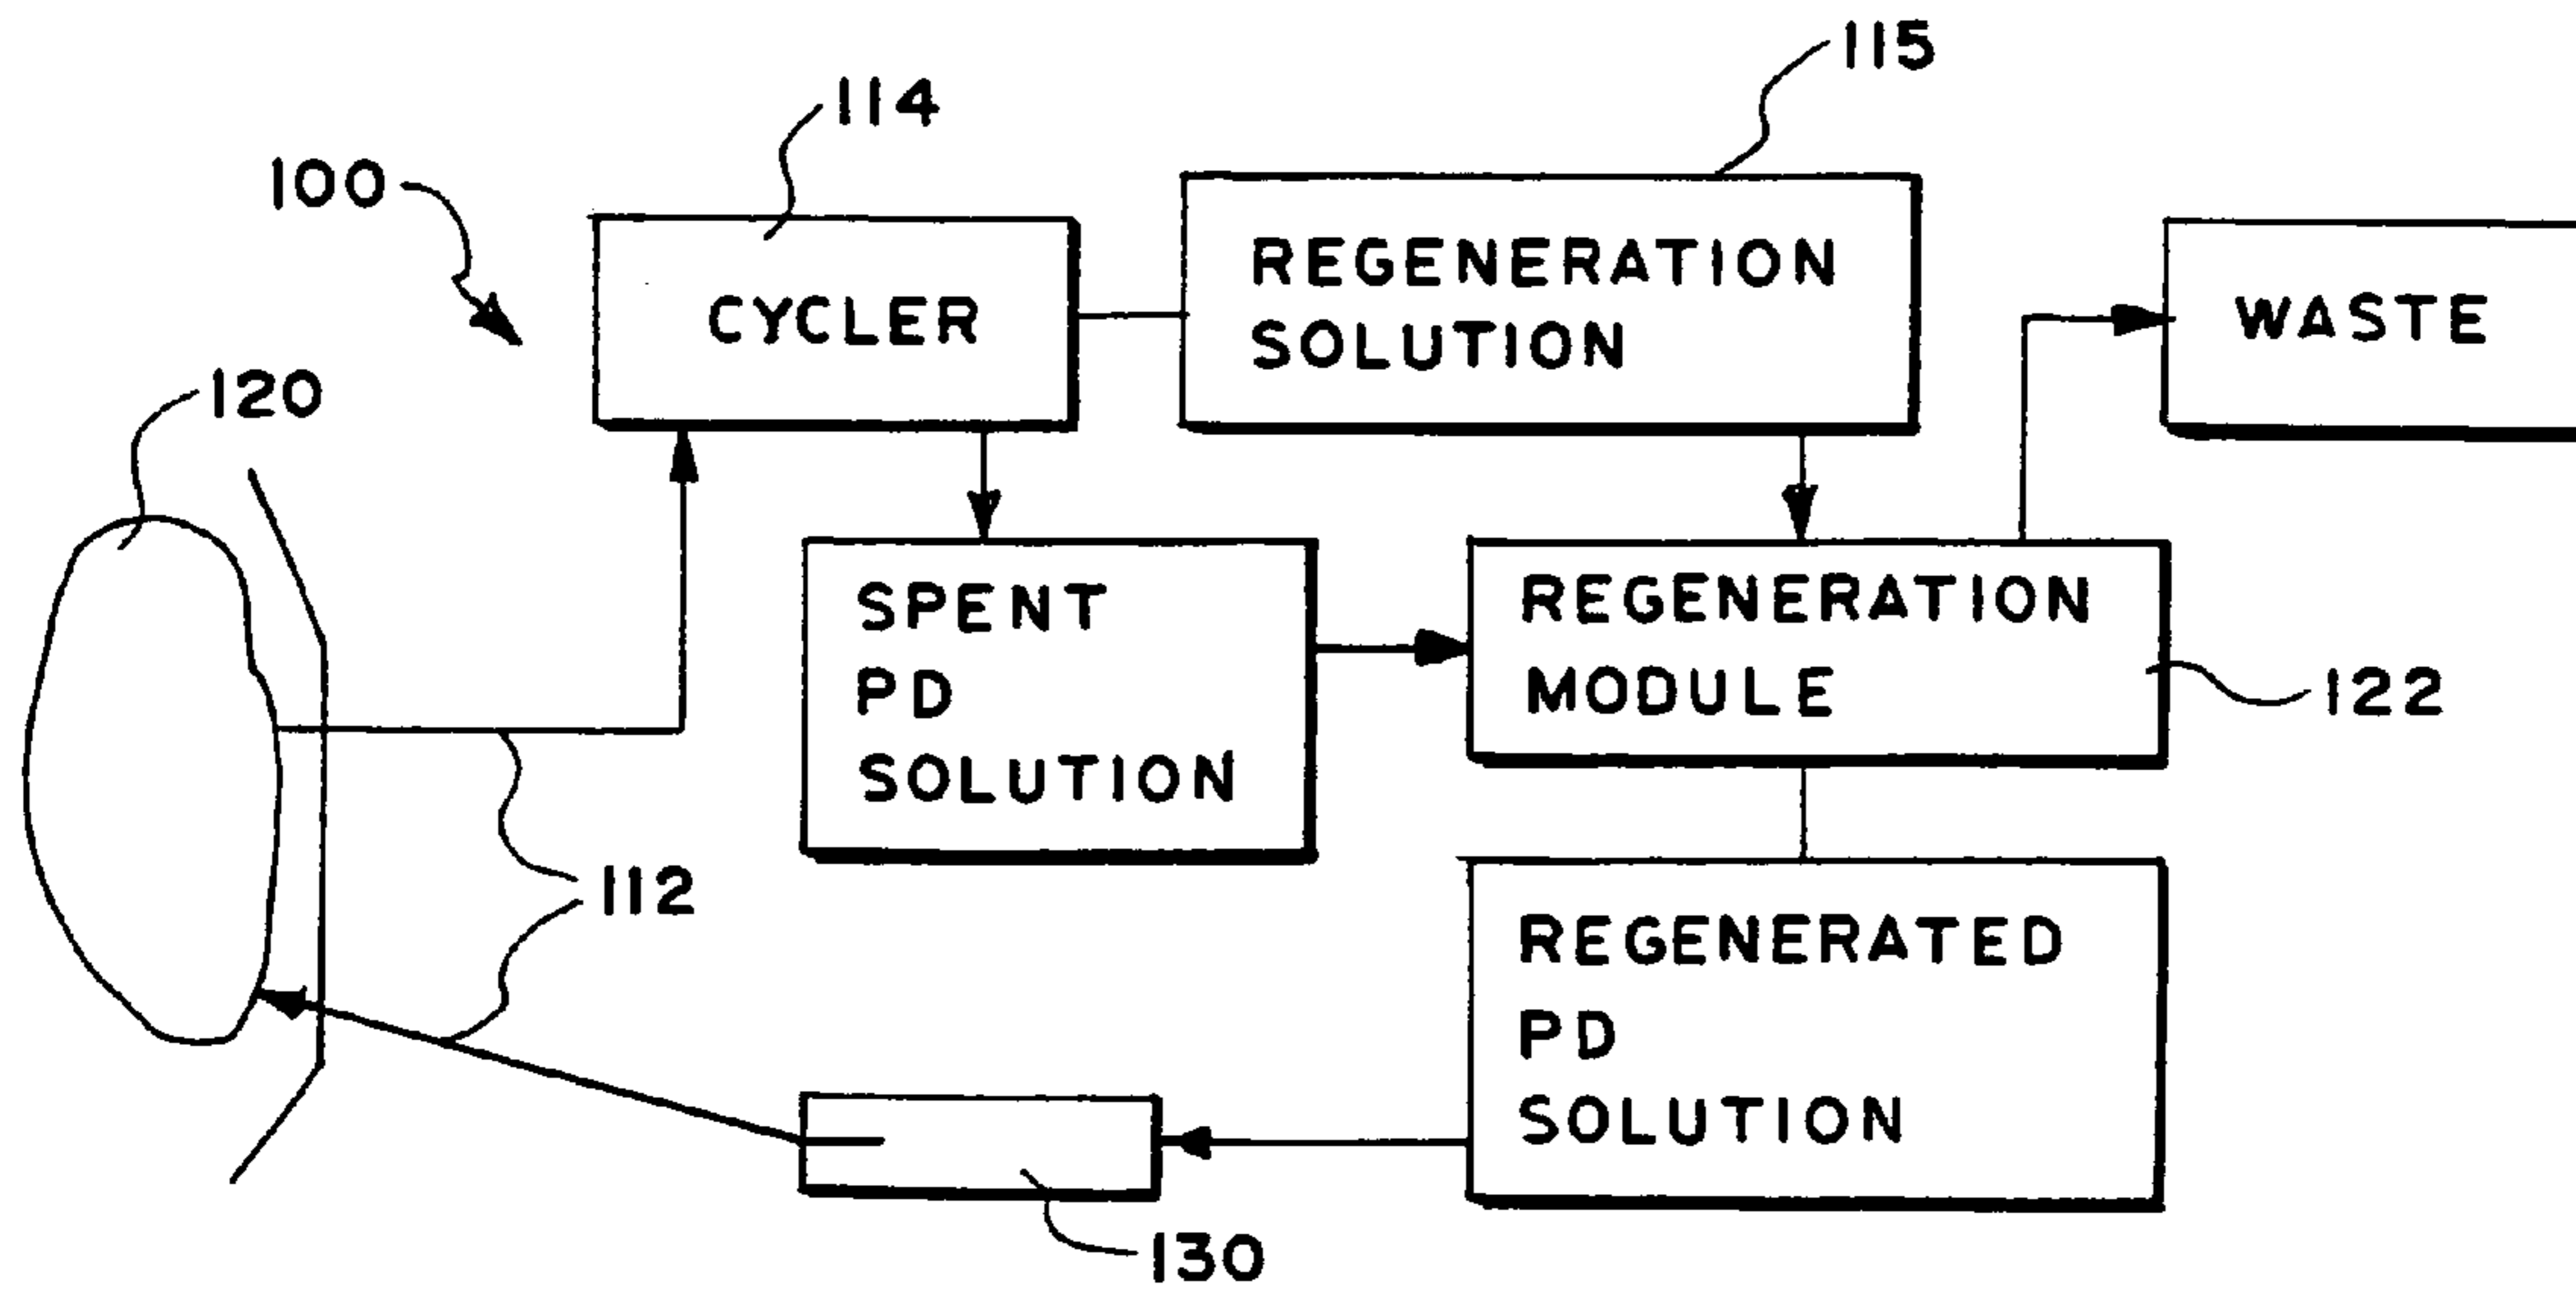 115
114
100
REGENERATION
SOLUTION
CYCLER
WASTE
120
SPENT
PD
SOLUTION
REGENERATION
MODULE
122
112
REGENERATED
PD
SOLUTION
130